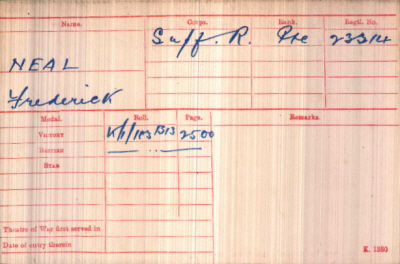 Name. Corps. Rank. Regtl. No.
NEAL Suff. R. Pte 23314
Frederick
Medal. Roll. Page. Remarks.
Victory K/1/103 B13 2500
British — ,, —
Star
Theatre of War first served in
Date of entry therein
K. 1380